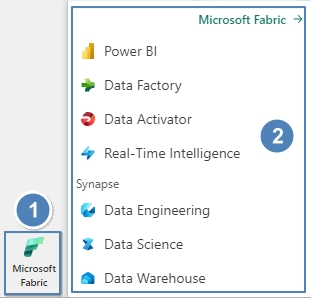 Microsoft Fabric →
Power BI
Data Factory
Data Activator
Real-Time Intelligence
2
Synapse
Data Engineering
Data Science
Data Warehouse
1
Microsoft
Fabric